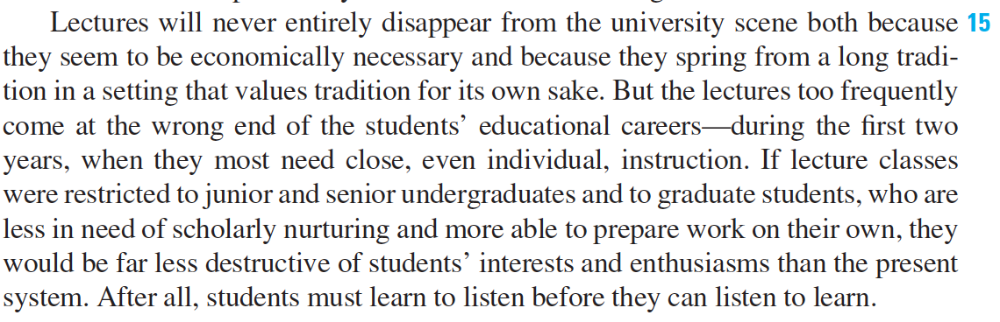 Lectures will never entirely disappear from the university scene both because 15
they seem to be economically necessary and because they spring from a long tradi-
tion in a setting that values tradition for its own sake. But the lectures too frequently
come at the wrong end of the students’ educational careers—during the first two
years, when they most need close, even individual, instruction. If lecture classes
were restricted to junior and senior undergraduates and to graduate students, who are
less in need of scholarly nurturing and more able to prepare work on their own, they
would be far less destructive of students’ interests and enthusiasms than the present
system. After all, students must learn to listen before they can listen to learn.